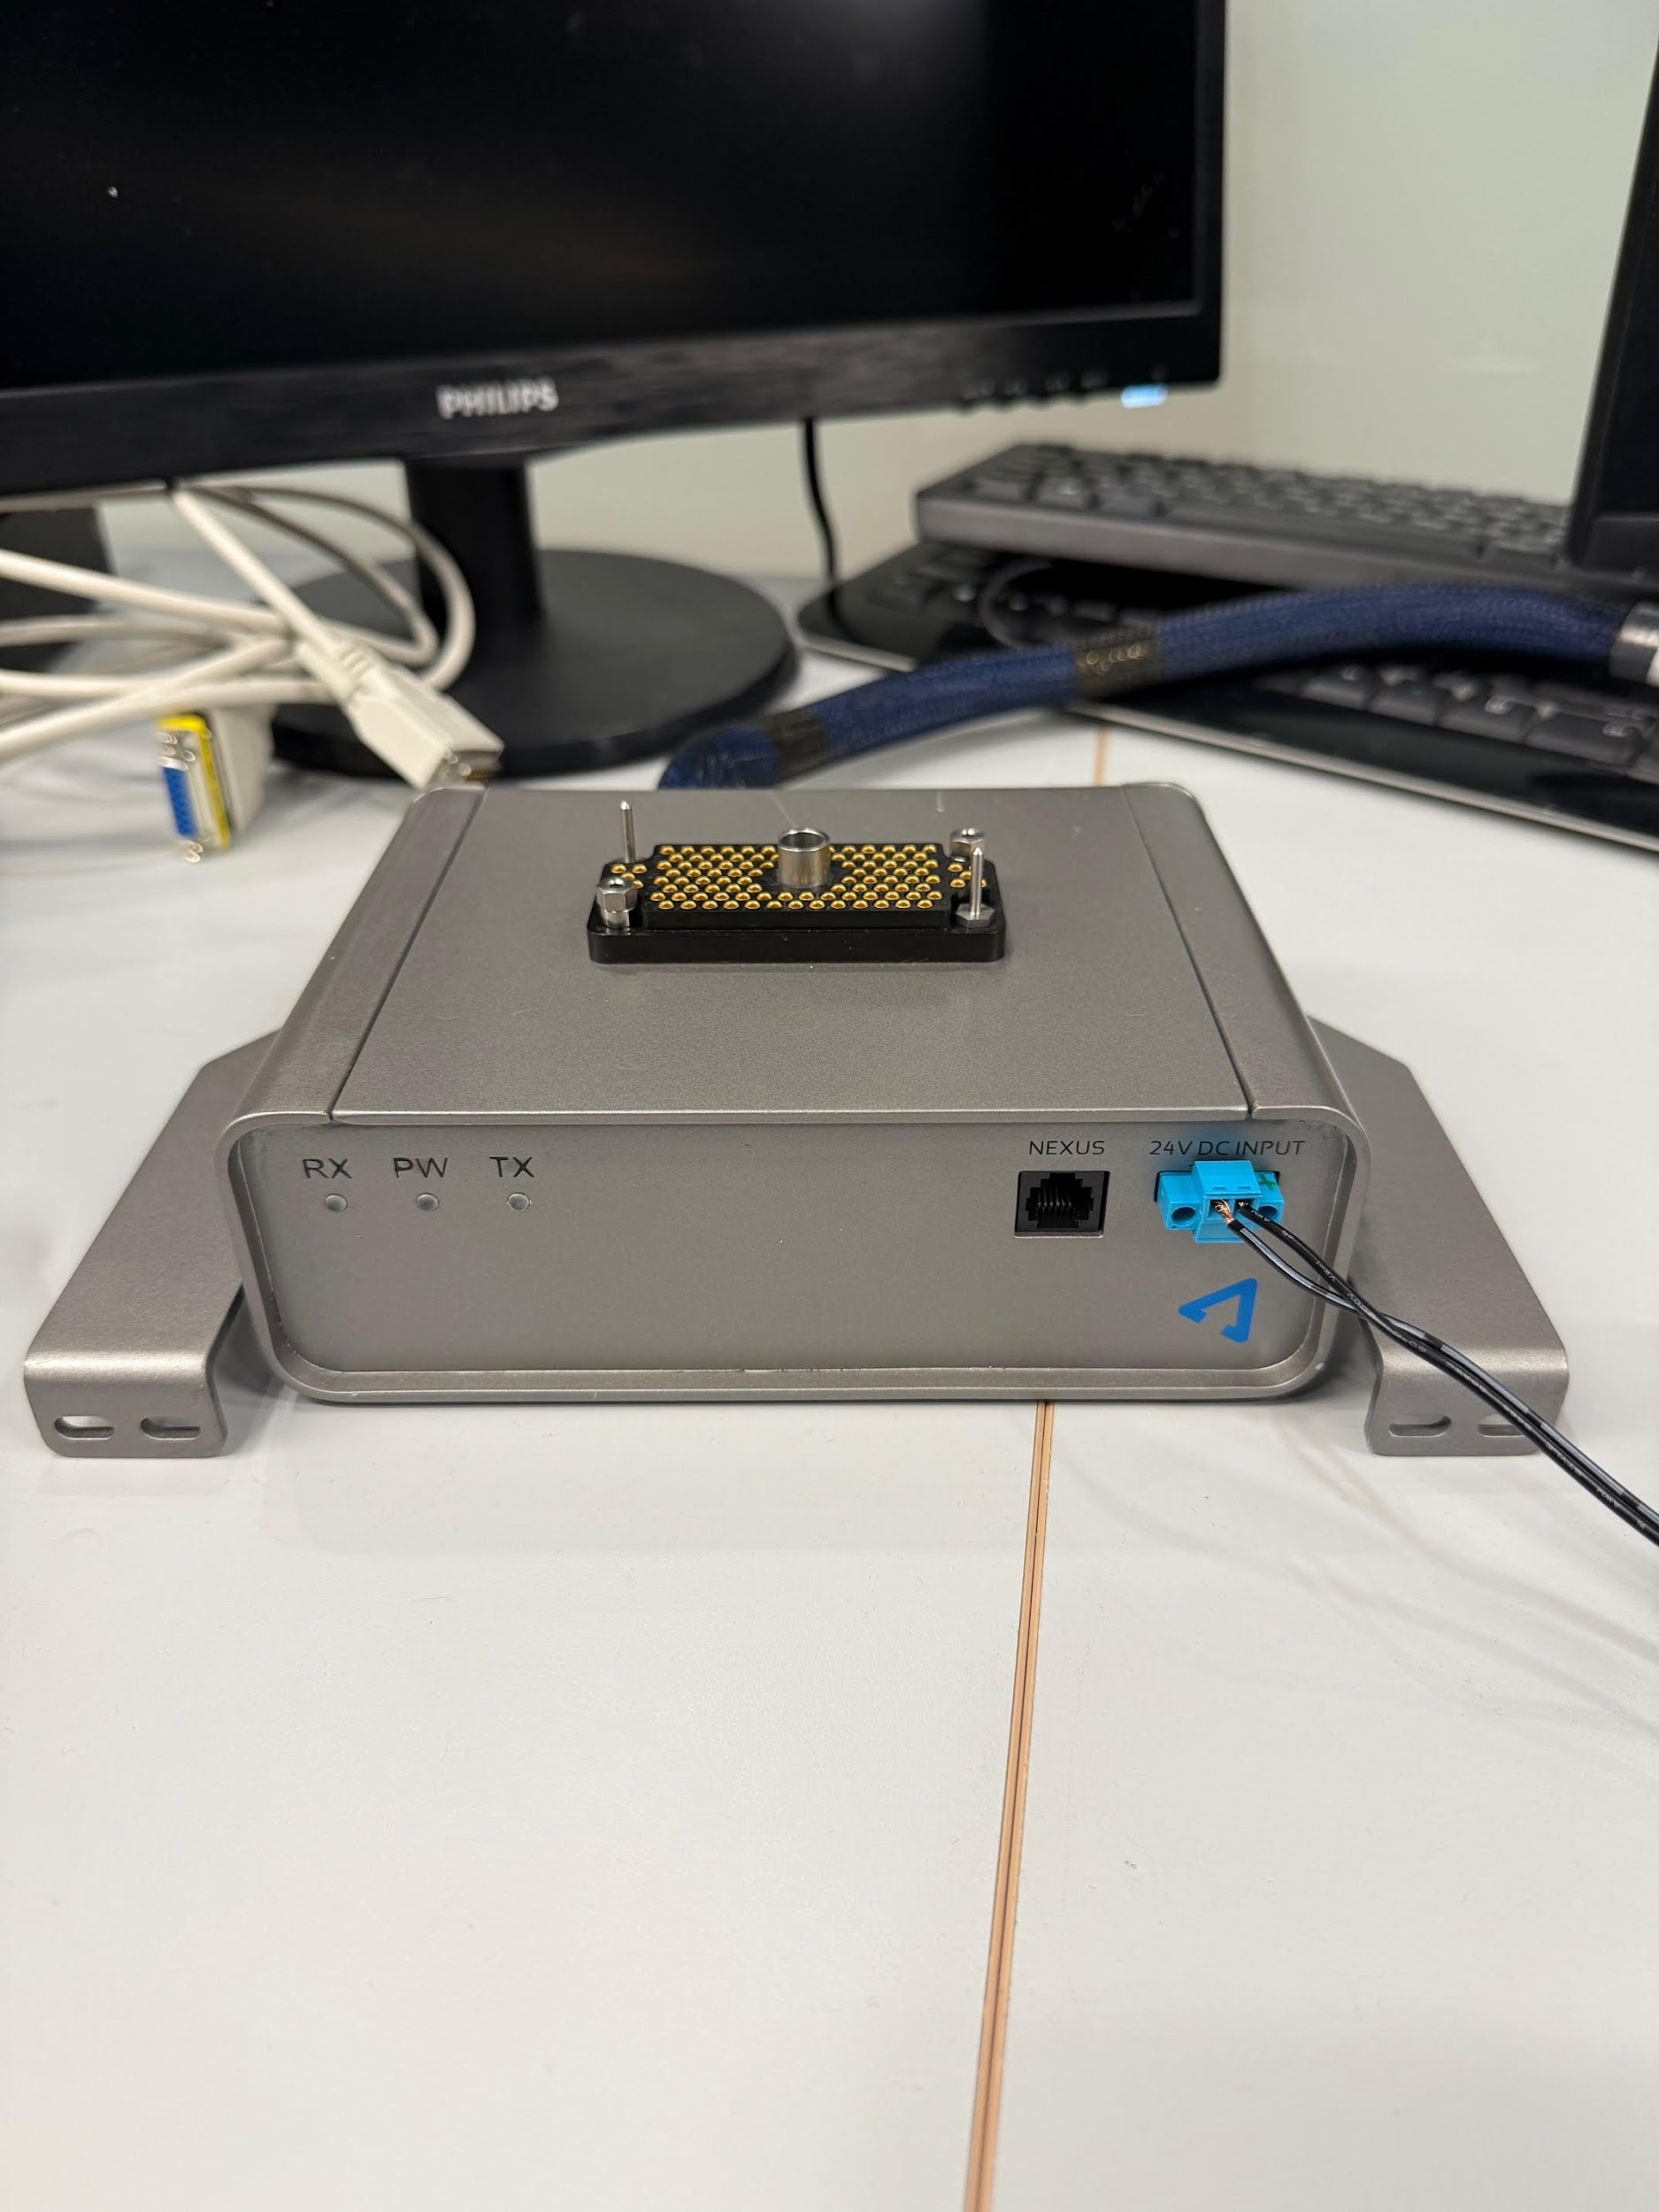 PHILIPS
RX PW TX
NEXUS 24V DC INPUT
+